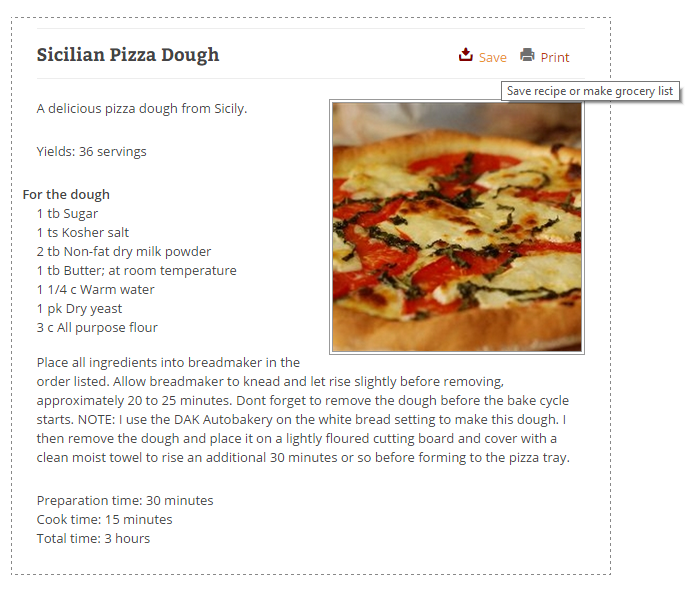 Sicilian Pizza Dough
Save
Print
Save recipe or make grocery list
A delicious pizza dough from Sicily.
Yields: 36 servings
For the dough
1 tb Sugar
1 ts Kosher salt
2 tb Non-fat dry milk powder
1 tb Butter; at room temperature
1 1/4 c Warm water
1 pk Dry yeast
3 c All purpose flour
Place all ingredients into breadmaker in the
order listed. Allow breadmaker to knead and let rise slightly before removing,
approximately 20 to 25 minutes. Dont forget to remove the dough before the bake cycle
starts. NOTE: I use the DAK Autobakery on the white bread setting to make this dough. I
then remove the dough and place it on a lightly floured cutting board and cover with a
clean moist towel to rise an additional 30 minutes or so before forming to the pizza tray.
Preparation time: 30 minutes
Cook time: 15 minutes
Total time: 3 hours